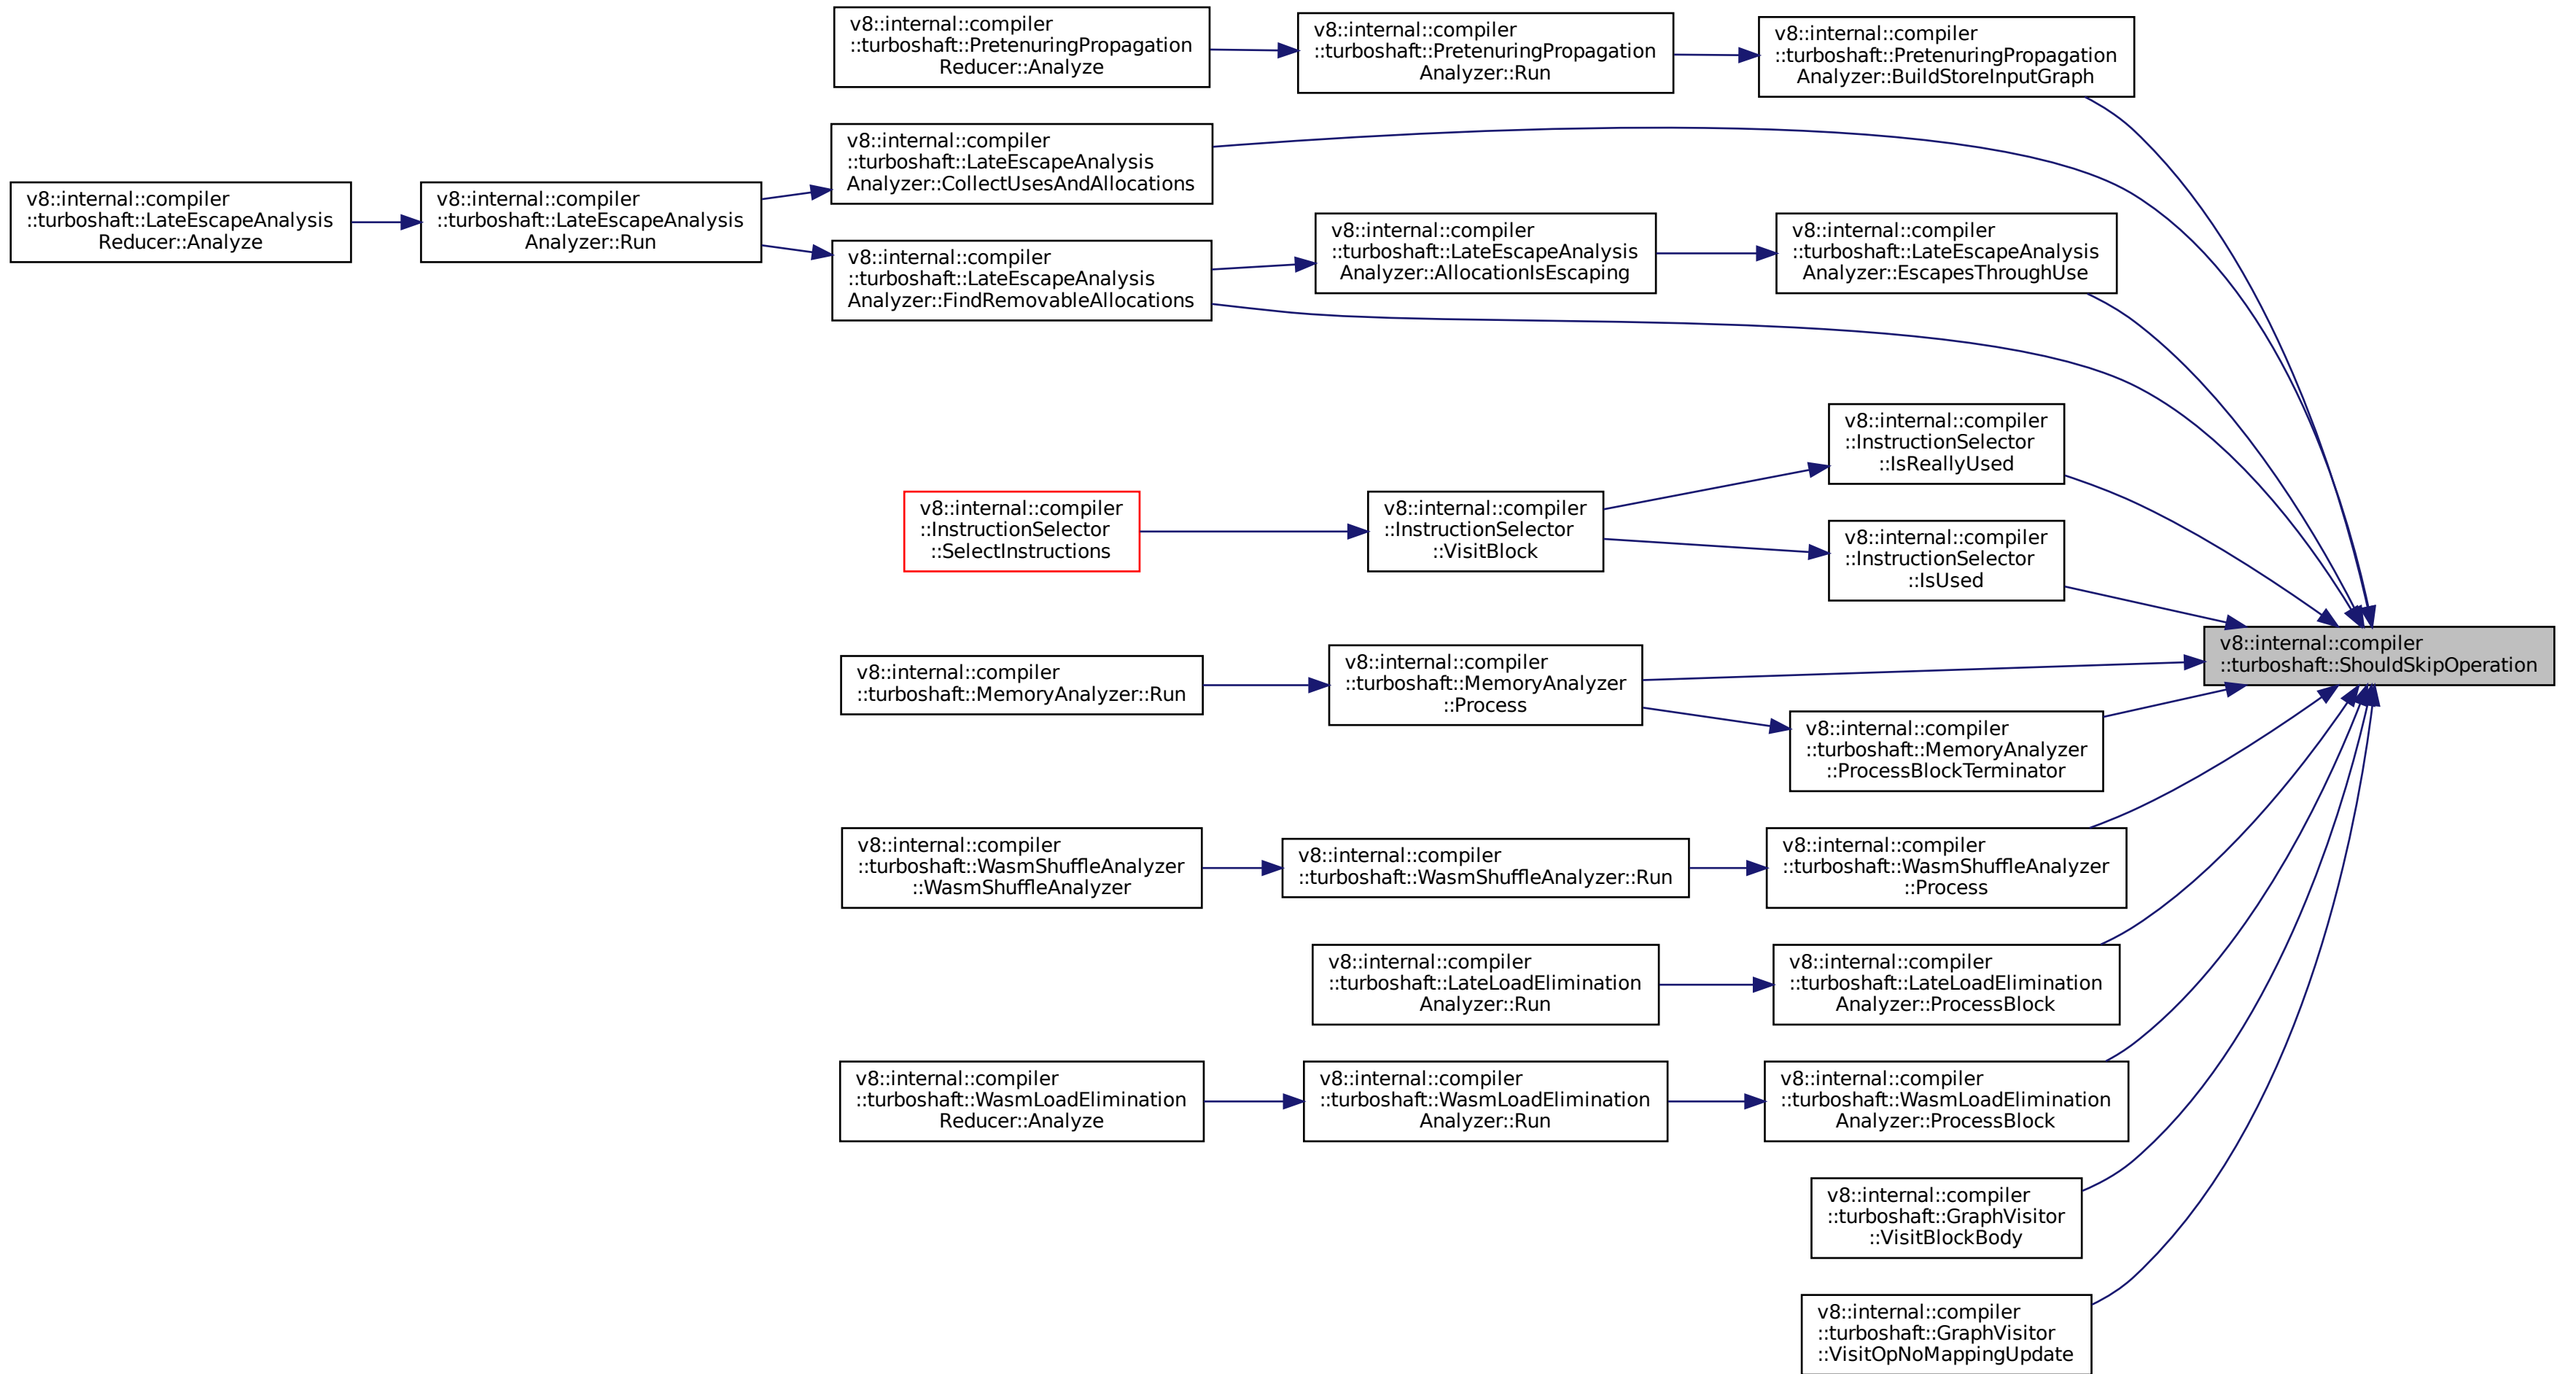 v8::internal::compiler
::turboshaft::PretenuringPropagation
Reducer::Analyze
v8::internal::compiler
::turboshaft::PretenuringPropagation
Analyzer::Run
v8::internal::compiler
::turboshaft::PretenuringPropagation
Analyzer::BuildStoreInputGraph
v8::internal::compiler
::turboshaft::LateEscapeAnalysis
Analyzer::CollectUsesAndAllocations
v8::internal::compiler
::turboshaft::LateEscapeAnalysis
Reducer::Analyze
v8::internal::compiler
::turboshaft::LateEscapeAnalysis
Analyzer::Run
v8::internal::compiler
::turboshaft::LateEscapeAnalysis
Analyzer::FindRemovableAllocations
v8::internal::compiler
::turboshaft::LateEscapeAnalysis
Analyzer::AllocationIsEscaping
v8::internal::compiler
::turboshaft::LateEscapeAnalysis
Analyzer::EscapesThroughUse
v8::internal::compiler
::InstructionSelector
::IsReallyUsed
v8::internal::compiler
::InstructionSelector
::SelectInstructions
v8::internal::compiler
::InstructionSelector
::VisitBlock
v8::internal::compiler
::InstructionSelector
::IsUsed
v8::internal::compiler
::turboshaft::ShouldSkipOperation
v8::internal::compiler
::turboshaft::MemoryAnalyzer::Run
v8::internal::compiler
::turboshaft::MemoryAnalyzer
::Process
v8::internal::compiler
::turboshaft::MemoryAnalyzer
::ProcessBlockTerminator
v8::internal::compiler
::turboshaft::WasmShuffleAnalyzer
::WasmShuffleAnalyzer
v8::internal::compiler
::turboshaft::WasmShuffleAnalyzer::Run
v8::internal::compiler
::turboshaft::WasmShuffleAnalyzer
::Process
v8::internal::compiler
::turboshaft::LateLoadElimination
Analyzer::Run
v8::internal::compiler
::turboshaft::LateLoadElimination
Analyzer::ProcessBlock
v8::internal::compiler
::turboshaft::WasmLoadElimination
Reducer::Analyze
v8::internal::compiler
::turboshaft::WasmLoadElimination
Analyzer::Run
v8::internal::compiler
::turboshaft::WasmLoadElimination
Analyzer::ProcessBlock
v8::internal::compiler
::turboshaft::GraphVisitor
::VisitBlockBody
v8::internal::compiler
::turboshaft::GraphVisitor
::VisitOpNoMappingUpdate